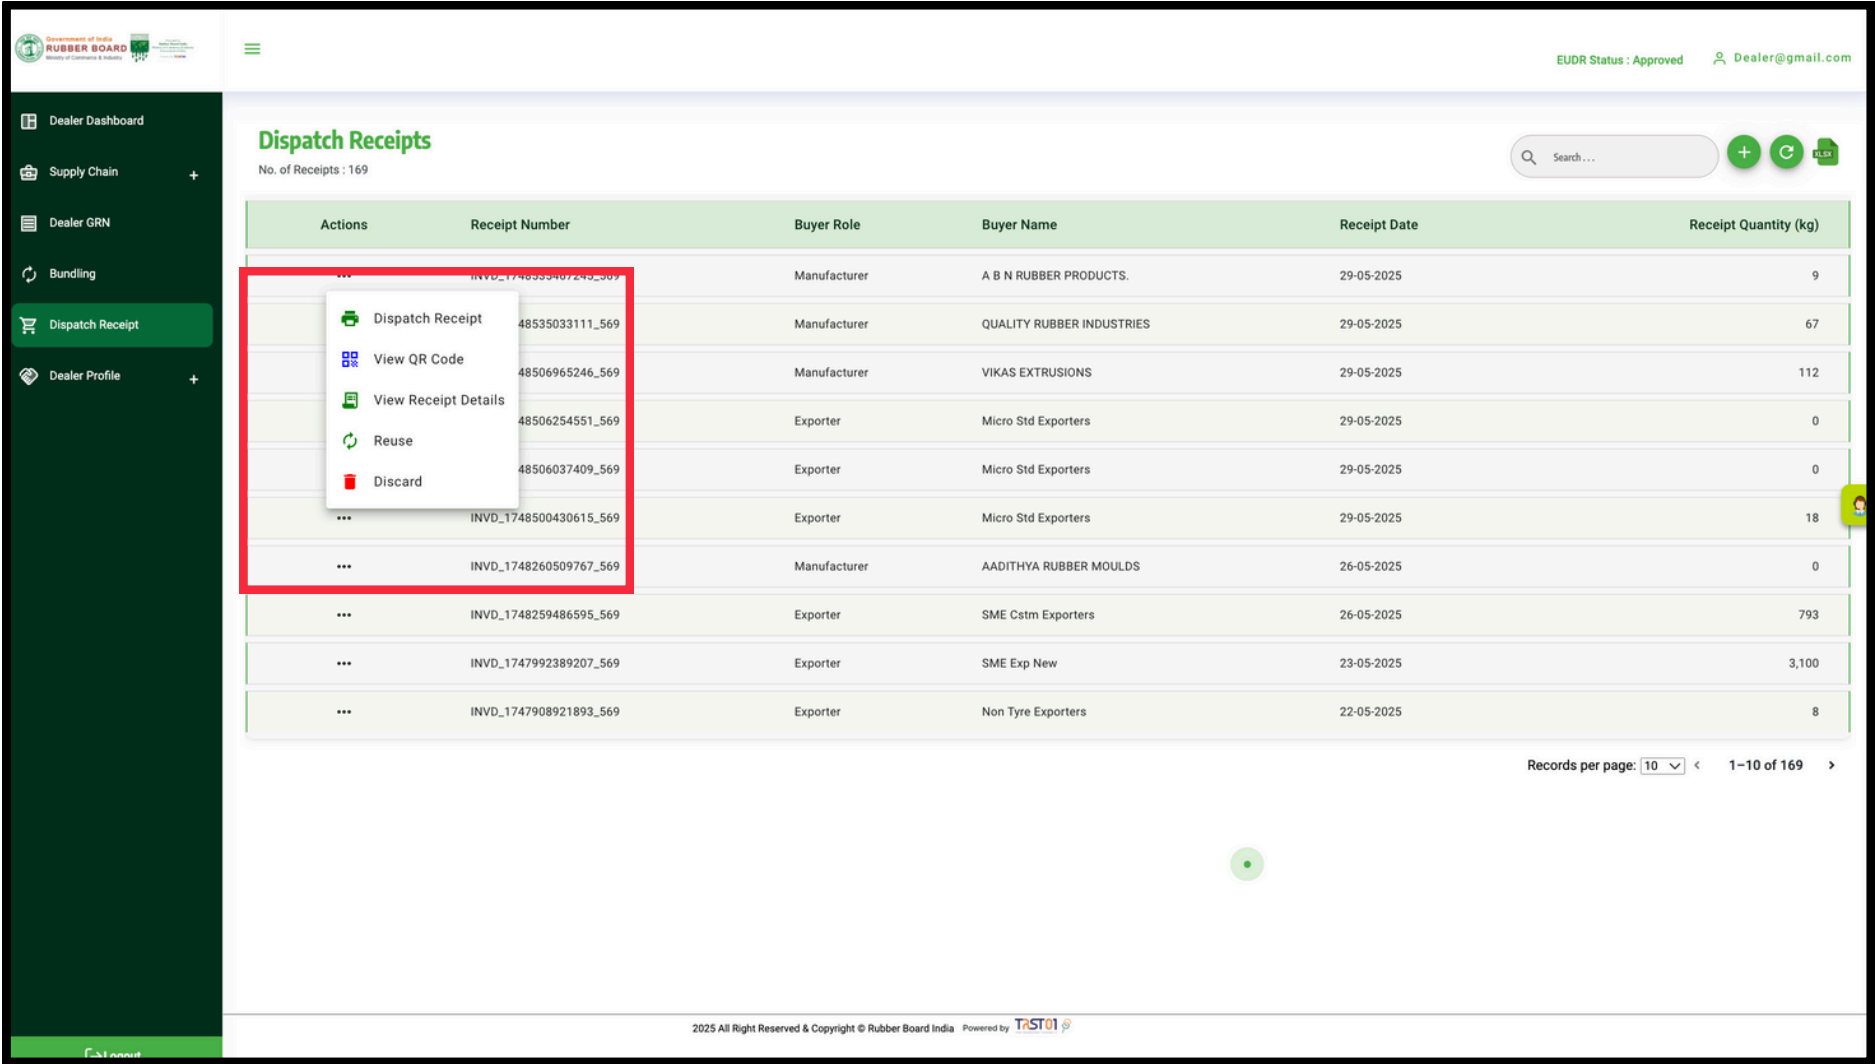 Government of India
RUBBER BOARD
Ministry of Commerce & Industry
EUDR Status : Approved
Dealer@gmail.com
Dealer Dashboard
Supply Chain +
Dealer GRN
Bundling
Dispatch Receipt
Dealer Profile +
Logout
Dispatch Receipts
No. of Receipts : 169
Search...
XLSX
Actions Receipt Number Buyer Role Buyer Name Receipt Date Receipt Quantity (kg)
INVD_1748535467245_569 Manufacturer A B N RUBBER PRODUCTS. 29-05-2025 9
48535033111_569 Manufacturer QUALITY RUBBER INDUSTRIES 29-05-2025 67
48506965246_569 Manufacturer VIKAS EXTRUSIONS 29-05-2025 112
48506254551_569 Exporter Micro Std Exporters 29-05-2025 0
48506037409_569 Exporter Micro Std Exporters 29-05-2025 0
INVD_1748500430615_569 Exporter Micro Std Exporters 29-05-2025 18
INVD_1748260509767_569 Manufacturer AADITHYA RUBBER MOULDS 26-05-2025 0
INVD_1748259486595_569 Exporter SME Cstm Exporters 26-05-2025 793
INVD_1747992389207_569 Exporter SME Exp New 23-05-2025 3,100
INVD_1747908921893_569 Exporter Non Tyre Exporters 22-05-2025 8
Dispatch Receipt
View QR Code
View Receipt Details
Reuse
Discard
Records per page: 10 1–10 of 169
2025 All Right Reserved & Copyright © Rubber Board India Powered by TRST01